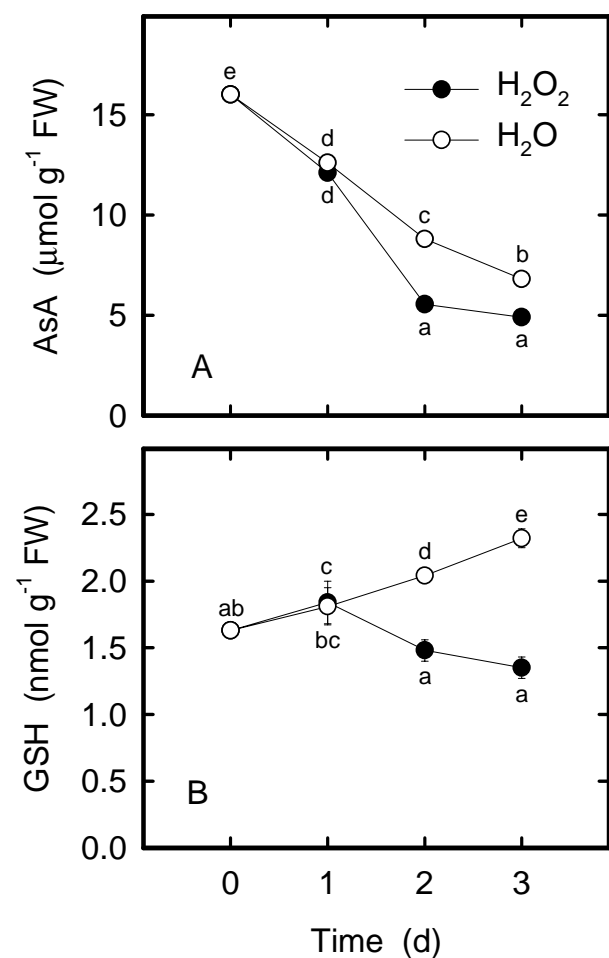 AsA (μmol g⁻¹ FW)
15
10
5
0
e
H₂O₂
H₂O
d
d
c
b
a
a
A
GSH (nmol g⁻¹ FW)
2.5
2.0
1.5
1.0
0.5
0.0
ab
c
bc
d
e
a
a
B
0 1 2 3
Time (d)